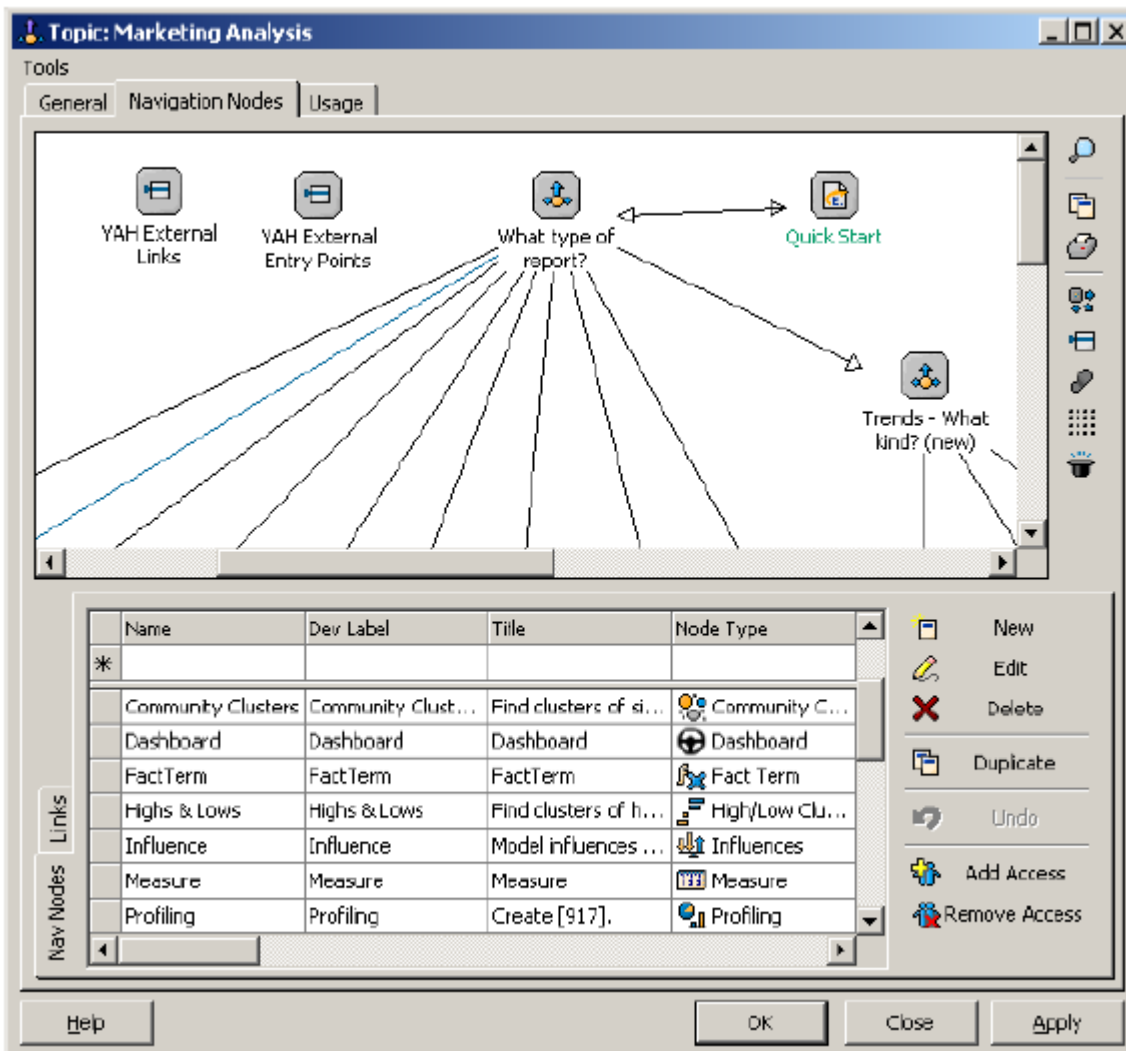 Topic: Marketing Analysis
Tools
General Navigation Nodes Usage
YAH External
Links
YAH External
Entry Points
What type of
report?
Quick Start
Trends - What
kind? (new)
Name Dev Label Title Node Type
Community Clusters Community Clust... Find clusters of si... Community C...
Dashboard Dashboard Dashboard Dashboard
FactTerm FactTerm FactTerm Fact Term
Highs & Lows Highs & Lows Find clusters of h... High/Low Clu...
Influence Influence Model influences ... Influences
Measure Measure Measure Measure
Profiling Profiling Create [917]. Profiling
Links
Nav Nodes
New
Edit
Delete
Duplicate
Undo
Add Access
Remove Access
Help OK Close Apply